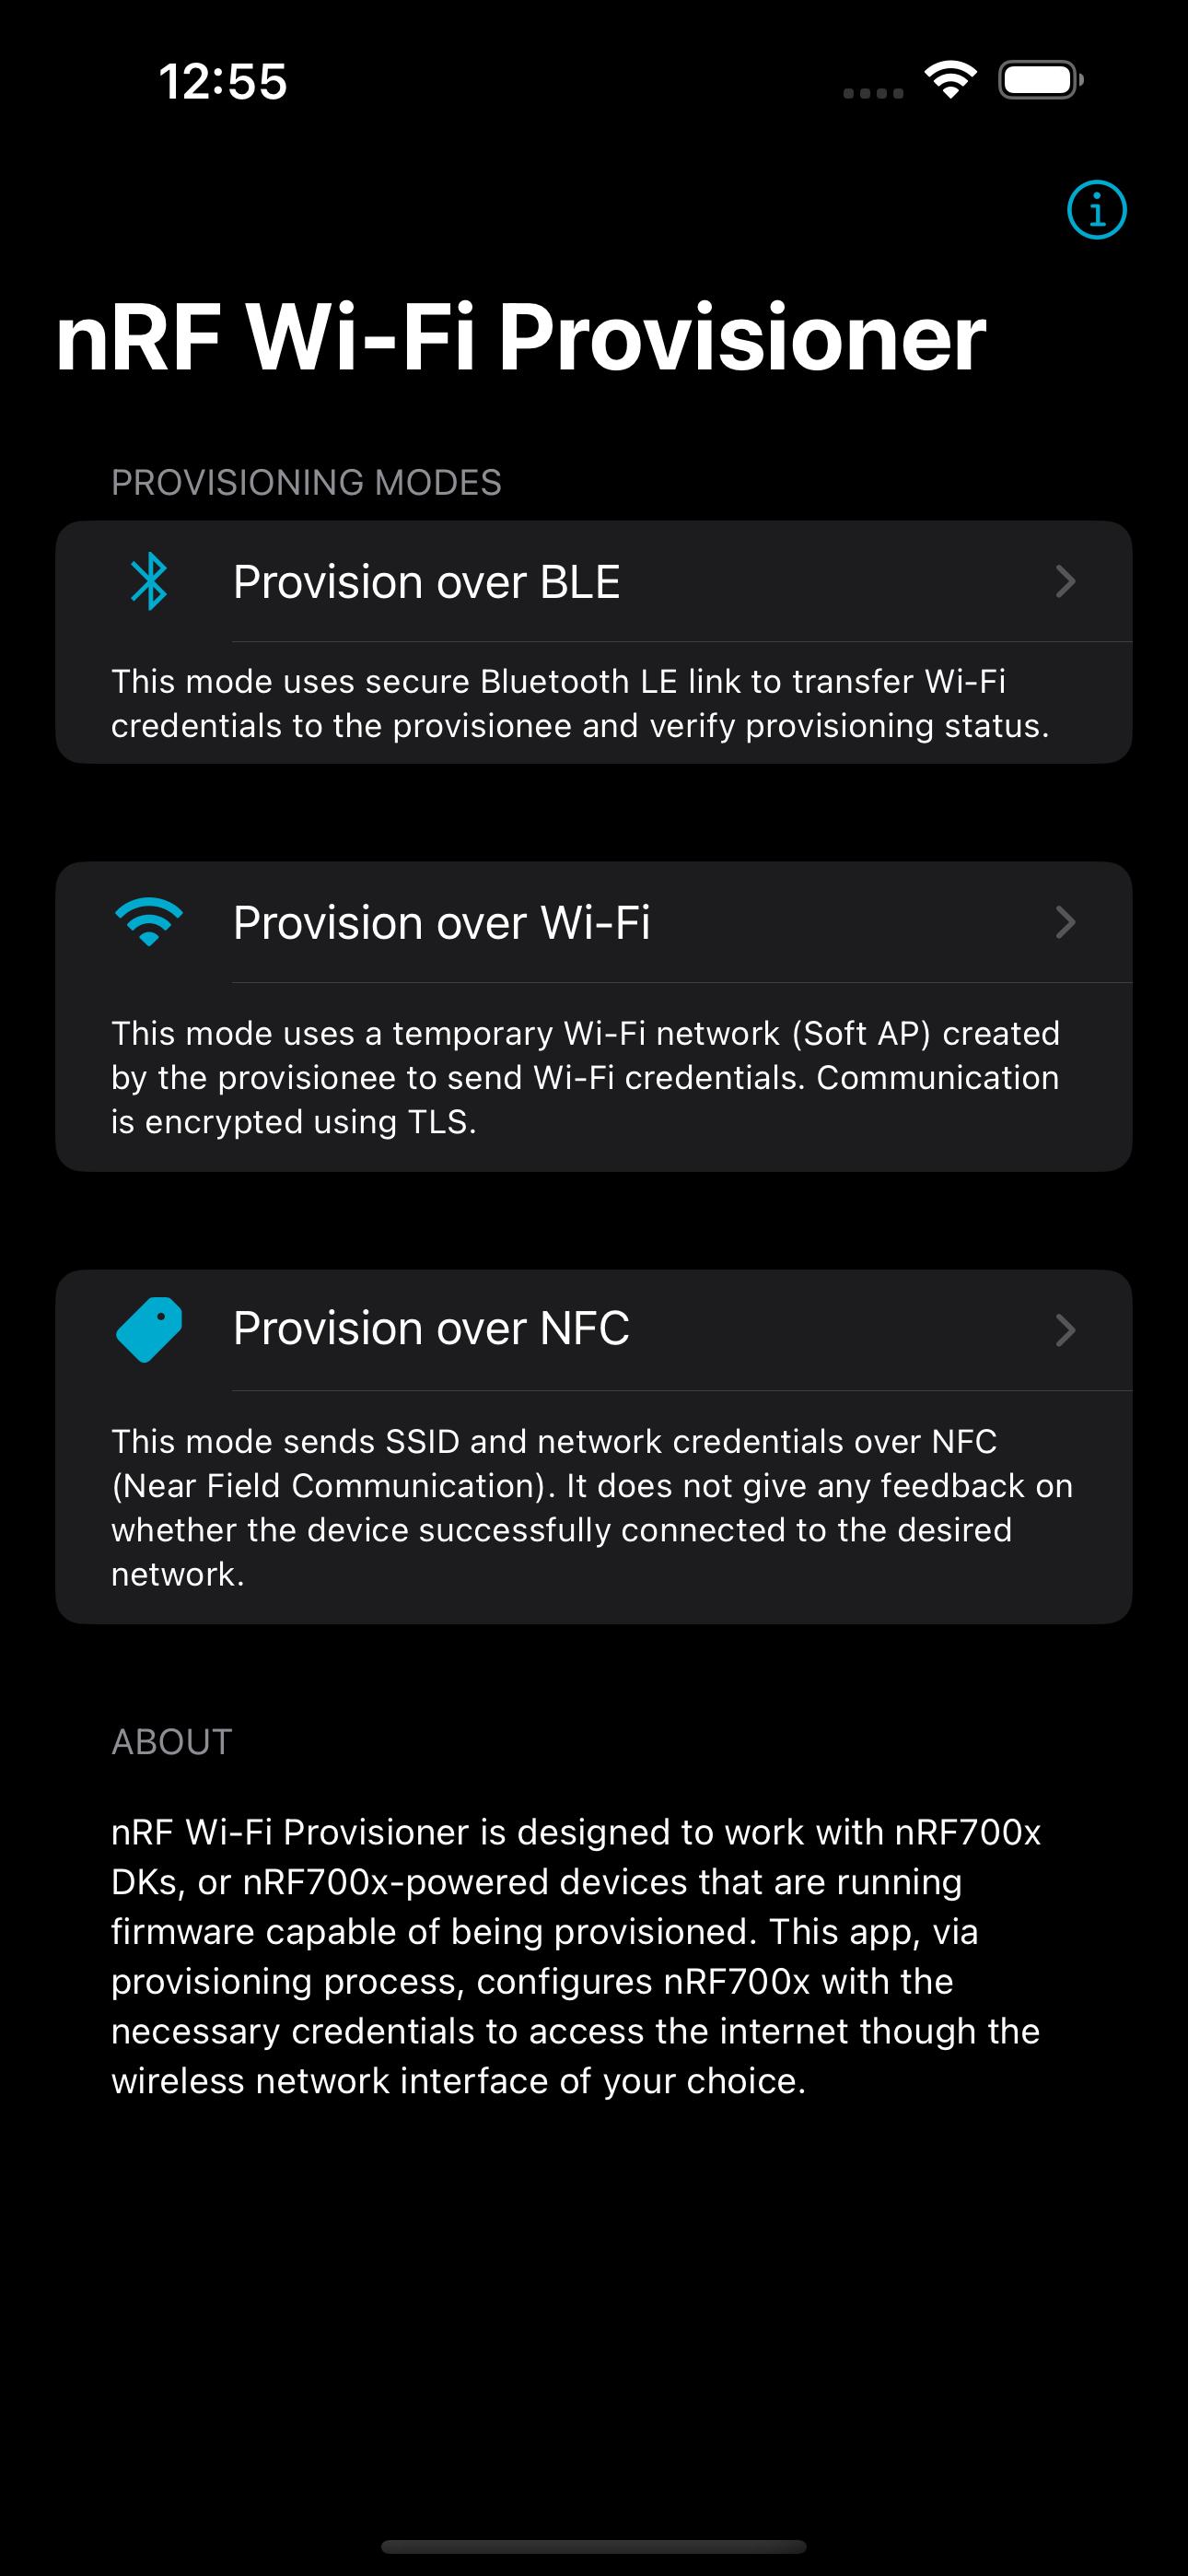 12:55
nRF Wi-Fi Provisioner
PROVISIONING MODES
Provision over BLE
This mode uses secure Bluetooth LE link to transfer Wi-Fi
credentials to the provisionee and verify provisioning status.
Provision over Wi-Fi
This mode uses a temporary Wi-Fi network (Soft AP) created
by the provisionee to send Wi-Fi credentials. Communication
is encrypted using TLS.
Provision over NFC
This mode sends SSID and network credentials over NFC
(Near Field Communication). It does not give any feedback on
whether the device successfully connected to the desired
network.
ABOUT
nRF Wi-Fi Provisioner is designed to work with nRF700x
DKs, or nRF700x-powered devices that are running
firmware capable of being provisioned. This app, via
provisioning process, configures nRF700x with the
necessary credentials to access the internet though the
wireless network interface of your choice.